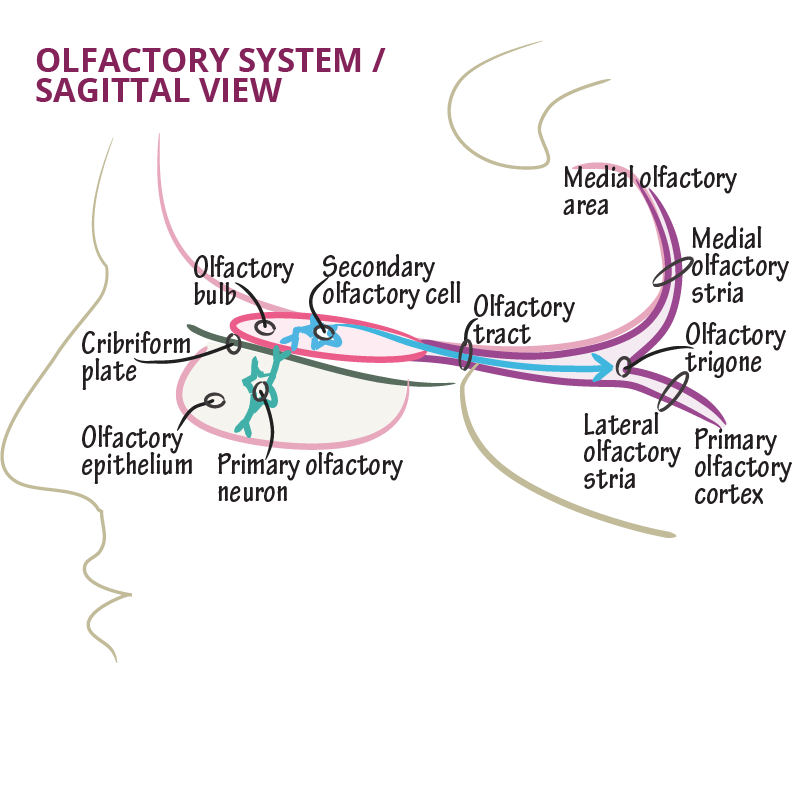 OLFACTORY SYSTEM /
SAGITTAL VIEW
Medial olfactory
area
Medial
olfactory
stria
Olfactory
bulb
Secondary
olfactory cell
Olfactory
tract
Olfactory
trigone
Cribriform
plate
Olfactory
epithelium
Primary olfactory
neuron
Lateral
olfactory
stria
Primary
olfactory
cortex